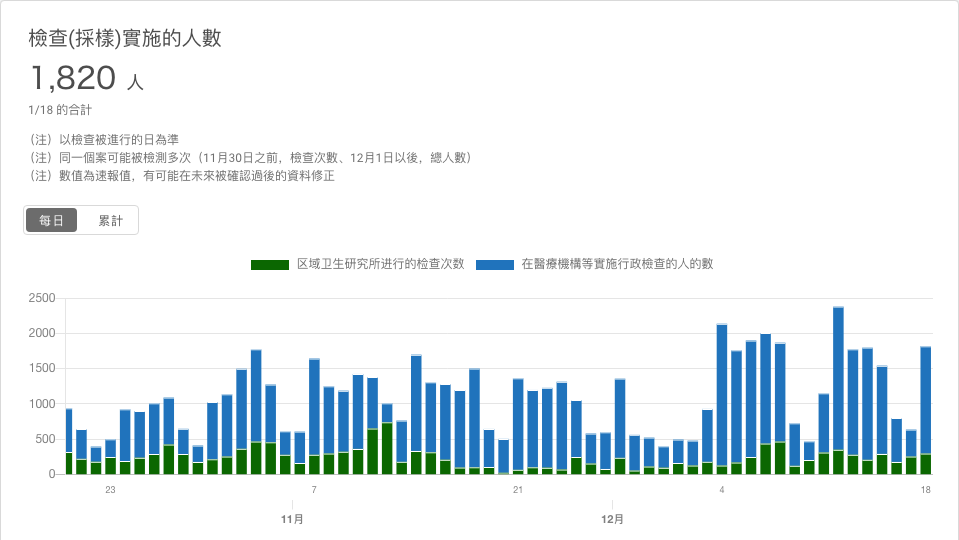 檢查(採樣)實施的人數
1,820 人
1/18 的合計
（注）以檢查被進行的日為準
（注）同一個案可能被檢測多次（11月30日之前，檢查次數、12月1日以後，總人數）
（注）數值為速報值，有可能在未來被確認過後的資料修正
每日 累計
区域卫生研究所进行的检查次数 在醫療機構等實施行政檢查的人的數
2500
2000
1500
1000
500
0
23 7 21 4 18
11月 12月